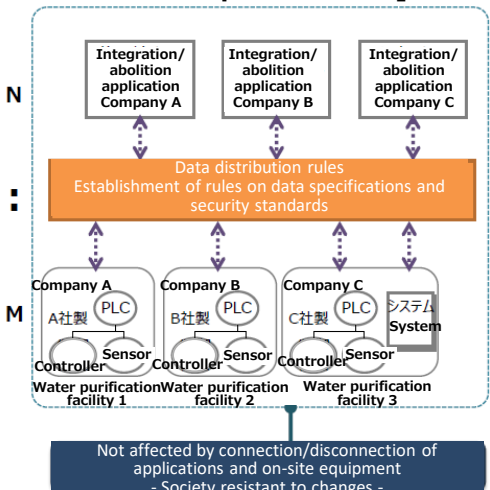 Integration/
abolition
application
Company A
Integration/
abolition
application
Company B
Integration/
abolition
application
Company C
N
Data distribution rules
Establishment of rules on data specifications and
security standards
:
M
Company A
A社製
PLC
Controller
Sensor
Water purification
facility 1
Company B
B社製
PLC
Controller
Sensor
Water purification
facility 2
Company C
C社製
PLC
Controller
Sensor
システム
System
Water purification
facility 3
Not affected by connection/disconnection of
applications and on-site equipment
- Society resistant to changes -